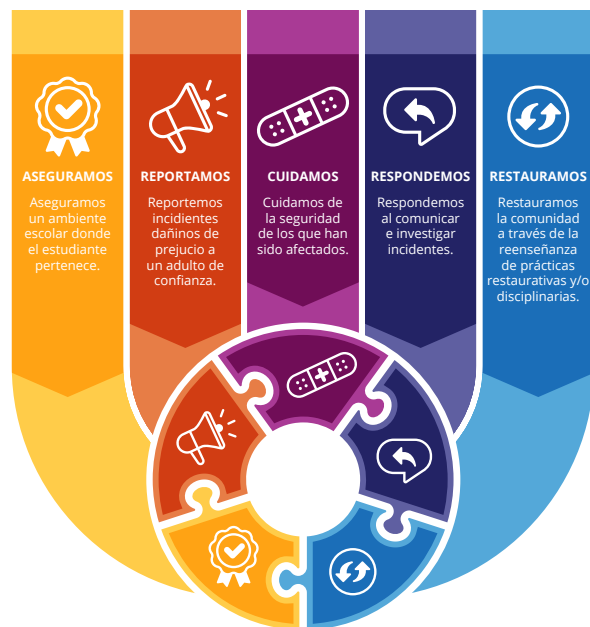 ASEGURAMOS
Aseguramos
un ambiente
escolar donde
el estudiante
pertenece.
REPORTAMOS
Reportemos
incidientes
dañinos de
prejucio a
un adulto de
confianza.
CUIDAMOS
Cuidamos de
la seguridad
de los que han
sido afectados.
RESPONDEMOS
Respondemos
al comunicar
e investigar
incidentes.
RESTAURAMOS
Restauramos
la comunidad
a través de la
reenseñanza
de prácticas
restaurativas y/o
disciplinarias.